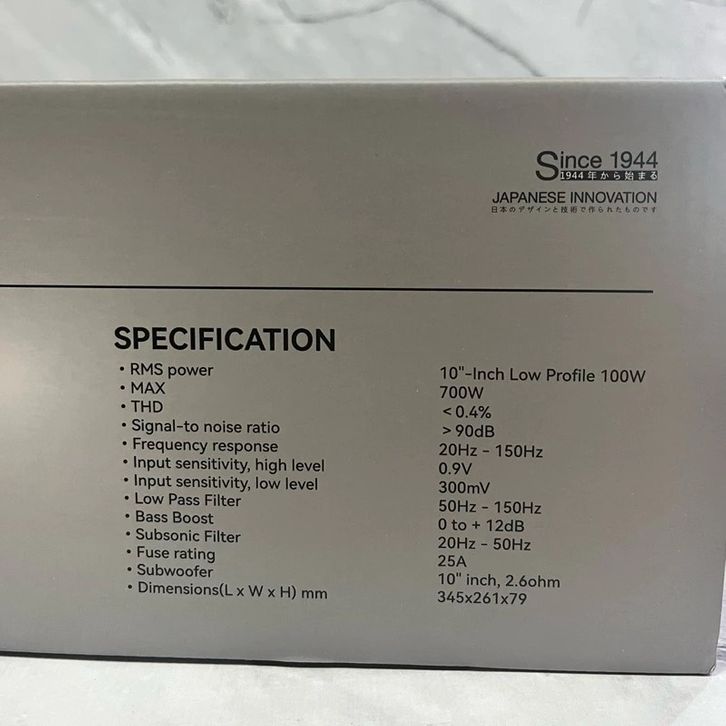 Since 1944
1944年から始まる
JAPANESE INNOVATION
日本のデザインと技術で作られたものです
SPECIFICATION
• RMS power 10"-Inch Low Profile 100W
• MAX 700W
• THD <0.4%
• Signal-to noise ratio >90dB
• Frequency response 20Hz - 150Hz
• Input sensitivity, high level 0.9V
• Input sensitivity, low level 300mV
• Low Pass Filter 50Hz - 150Hz
• Bass Boost 0 to + 12dB
• Subsonic Filter 20Hz - 50Hz
• Fuse rating 25A
• Subwoofer 10" inch, 2.6ohm
• Dimensions(L x W x H) mm 345x261x79